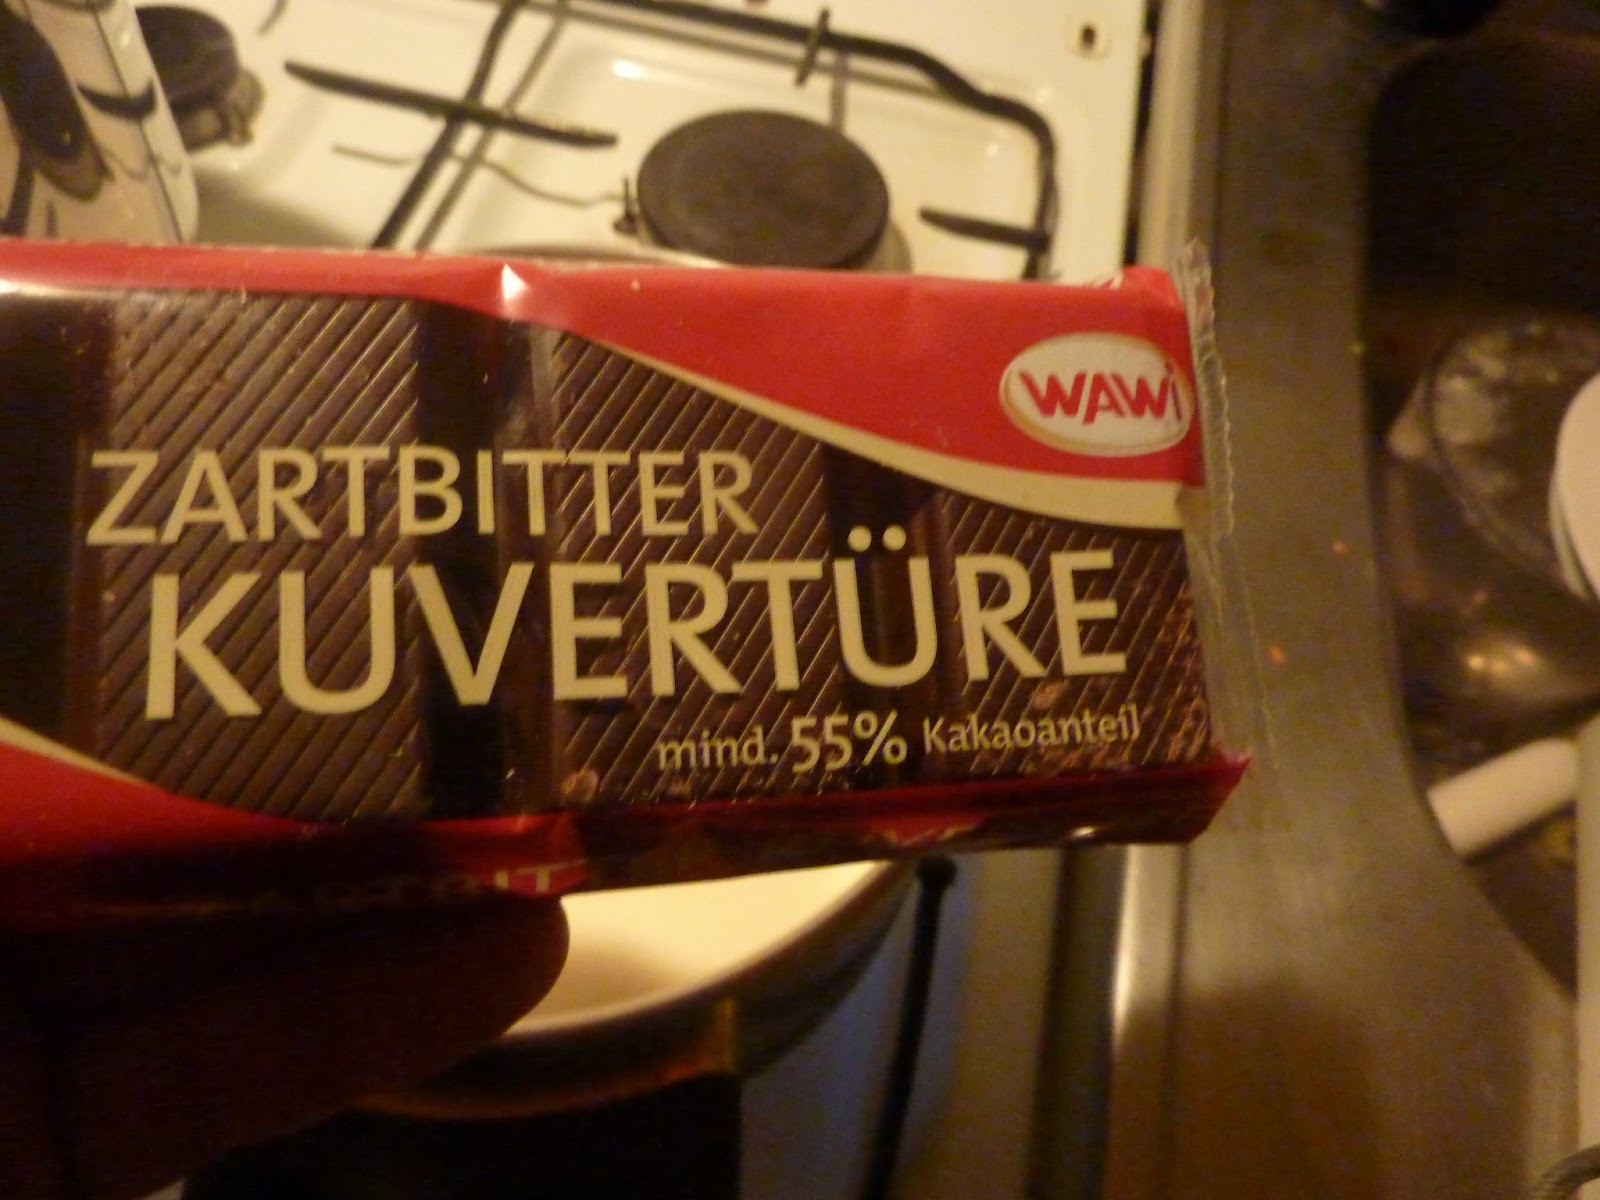 WAWi
ZARTBITTER
KUVERTÜRE
mind. 55% Kakaoanteil